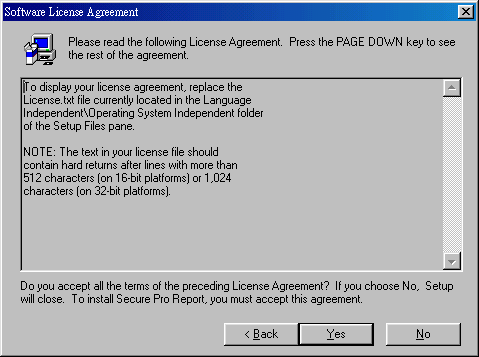 Software License Agreement
Please read the following License Agreement. Press the PAGE DOWN key to see
the rest of the agreement.
To display your license agreement, replace the
License.txt file currently located in the Language
Independent\Operating System Independent folder
of the Setup Files pane.
NOTE: The text in your license file should
contain hard returns after lines with more than
512 characters (on 16-bit platforms) or 1,024
characters (on 32-bit platforms).
Do you accept all the terms of the preceding License Agreement? If you choose No, Setup
will close. To install Secure Pro Report, you must accept this agreement.
< Back Yes No